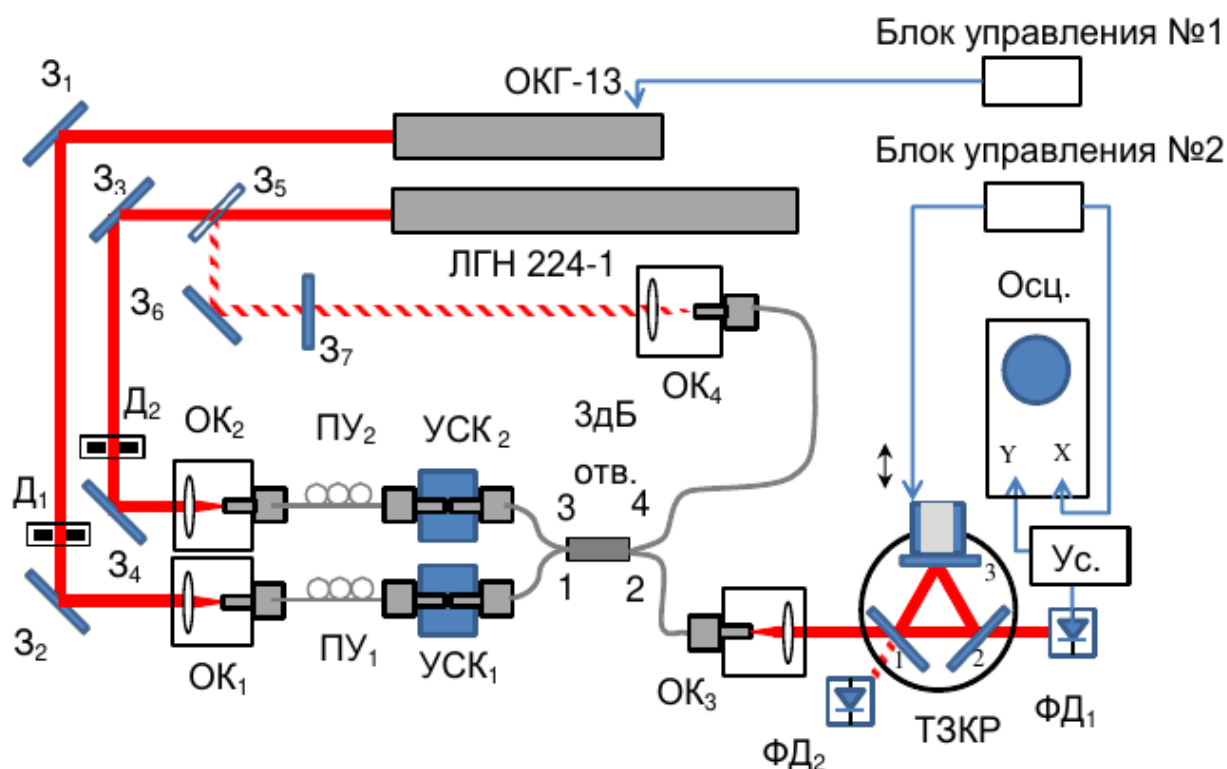 Блок управления №1
З₁
ОКГ-13
Блок управления №2
З₃
З₅
ЛГН 224-1
Осц.
З₆
З₇
ОК₄
Д₂
ОК₂
ПУ₂
УСК₂
3дБ
отв.
Y
X
Д₁
3
4
З₄
Ус.
3
1
2
З₂
1
2
ОК₁
ПУ₁
УСК₁
ОК₃
ТЗКР
ФД₁
ФД₂